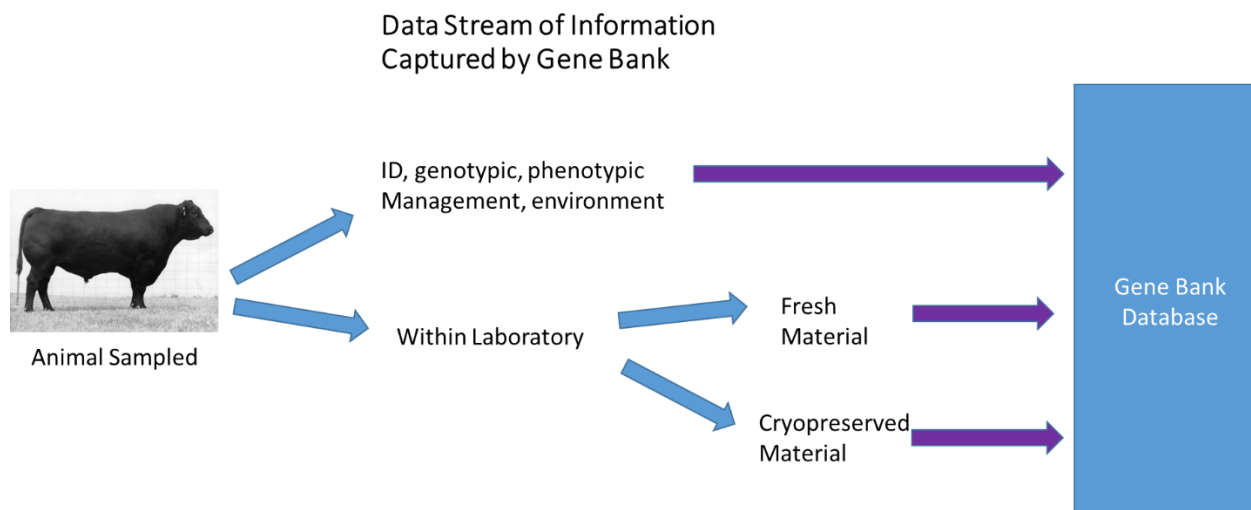 Data Stream of Information
Captured by Gene Bank
ID, genotypic, phenotypic
Management, environment
Animal Sampled
Within Laboratory
Fresh
Material
Cryopreserved
Material
Gene Bank
Database